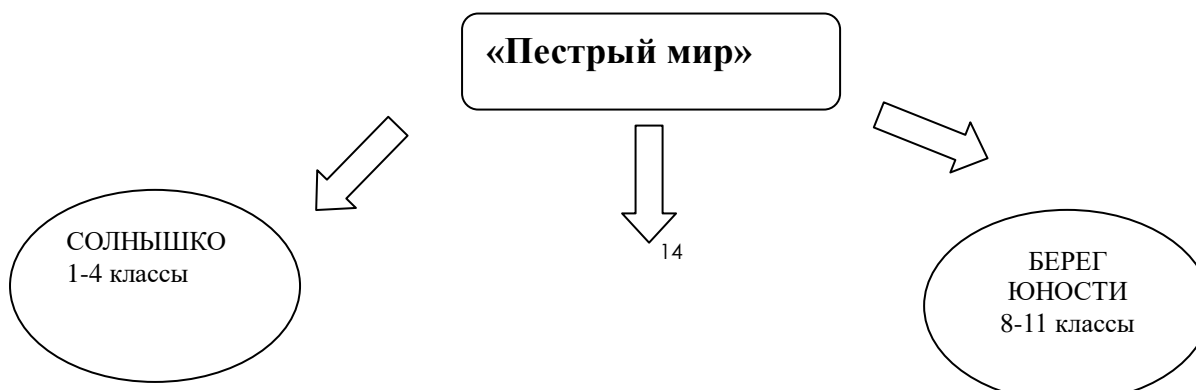 «Пестрый мир»
СОЛНЫШКО
1-4 классы
14
БЕРЕГ
ЮНОСТИ
8-11 классы